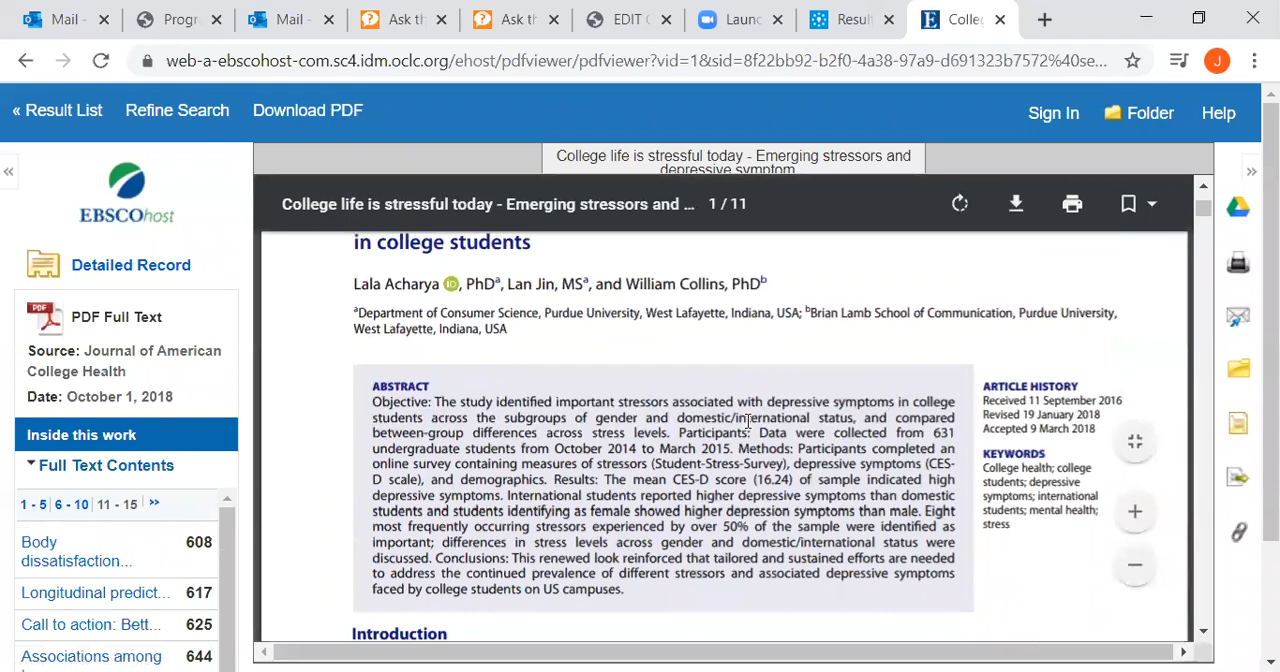 Mail -
Progr
Mail -
Ask th
Ask th
EDIT C
Laun
Resul
Colleg
web-a-ebscohost-com.sc4.idm.oclc.org/ehost/pdfviewer/pdfviewer?vid=1&sid=8f22bb92-b2f0-4a38-97a9-d691323b7572%40se...
J
« Result List Refine Search Download PDF
Sign In Folder Help
College life is stressful today - Emerging stressors and
depressive symptom
«
»
EBSCOhost
Detailed Record
PDF
PDF Full Text
Source: Journal of American
College Health
Date: October 1, 2018
Inside this work
Full Text Contents
1 - 5 | 6 - 10 | 11 - 15 »
Body 608
dissatisfaction...
Longitudinal predict... 617
Call to action: Bett... 625
Associations among 644
College life is stressful today - Emerging stressors and ... 1 / 11
in college students
Lala Acharya iD, PhDa, Lan Jin, MSa, and William Collins, PhDb
aDepartment of Consumer Science, Purdue University, West Lafayette, Indiana, USA; bBrian Lamb School of Communication, Purdue University,
West Lafayette, Indiana, USA
ABSTRACT
Objective: The study identified important stressors associated with depressive symptoms in college
students across the subgroups of gender and domestic/international status, and compared
between-group differences across stress levels. Participants: Data were collected from 631
undergraduate students from October 2014 to March 2015. Methods: Participants completed an
online survey containing measures of stressors (Student-Stress-Survey), depressive symptoms (CES-
D scale), and demographics. Results: The mean CES-D score (16.24) of sample indicated high
depressive symptoms. International students reported higher depressive symptoms than domestic
students and students identifying as female showed higher depression symptoms than male. Eight
most frequently occurring stressors experienced by over 50% of the sample were identified as
important; differences in stress levels across gender and domestic/international status were
discussed. Conclusions: This renewed look reinforced that tailored and sustained efforts are needed
to address the continued prevalence of different stressors and associated depressive symptoms
faced by college students on US campuses.
ARTICLE HISTORY
Received 11 September 2016
Revised 19 January 2018
Accepted 9 March 2018
KEYWORDS
College health; college
students; depressive
symptoms; international
students; mental health;
stress
Introduction